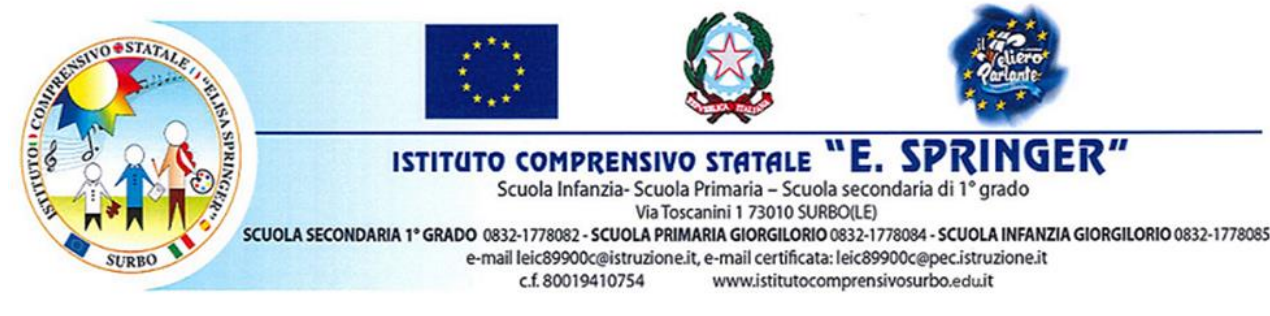 ISTITUTO COMPRENSIVO STATALE "ELISA SPRINGER"
SURBO
REPVBBLICA ITALIANA
il
Veliero
Parlante
ISTITUTO COMPRENSIVO STATALE "E. SPRINGER"
Scuola Infanzia- Scuola Primaria – Scuola secondaria di 1° grado
Via Toscanini 1 73010 SURBO(LE)
SCUOLA SECONDARIA 1° GRADO 0832-1778082 - SCUOLA PRIMARIA GIORGILORIO 0832-1778084 - SCUOLA INFANZIA GIORGILORIO 0832-1778085
e-mail leic89900c@istruzione.it, e-mail certificata: leic89900c@pec.istruzione.it
c.f. 80019410754 www.istitutocomprensivosurbo.edu.it